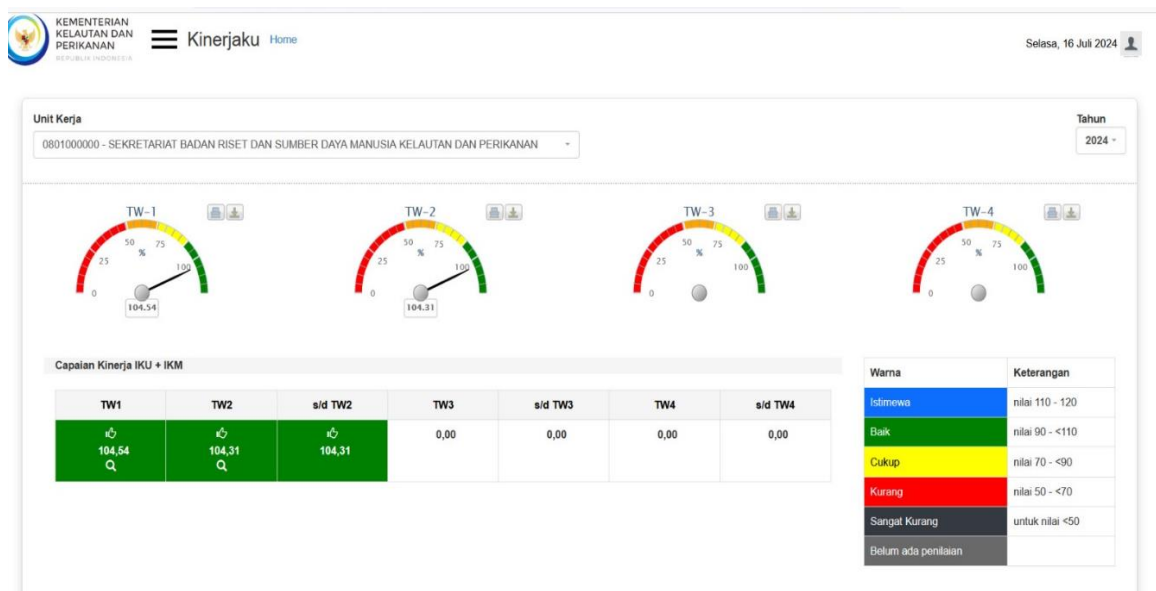 KEMENTERIAN
KELAUTAN DAN
PERIKANAN
REPUBLIK INDONESIA
Kinerjaku Home
Selasa, 16 Juli 2024
Unit Kerja
Tahun
0801000000 - SEKRETARIAT BADAN RISET DAN SUMBER DAYA MANUSIA KELAUTAN DAN PERIKANAN
2024
TW-1
0 25 50 75 100
%
104.54
TW-2
0 25 50 75 100
%
104.31
TW-3
0 25 50 75 100
%
TW-4
0 25 50 75 100
%
Capaian Kinerja IKU + IKM
TW1 TW2 s/d TW2 TW3 s/d TW3 TW4 s/d TW4
104,54 104,31 104,31 0,00 0,00 0,00 0,00
Warna Keterangan
Istimewa nilai 110 - 120
Baik nilai 90 - <110
Cukup nilai 70 - <90
Kurang nilai 50 - <70
Sangat Kurang untuk nilai <50
Belum ada penilaian